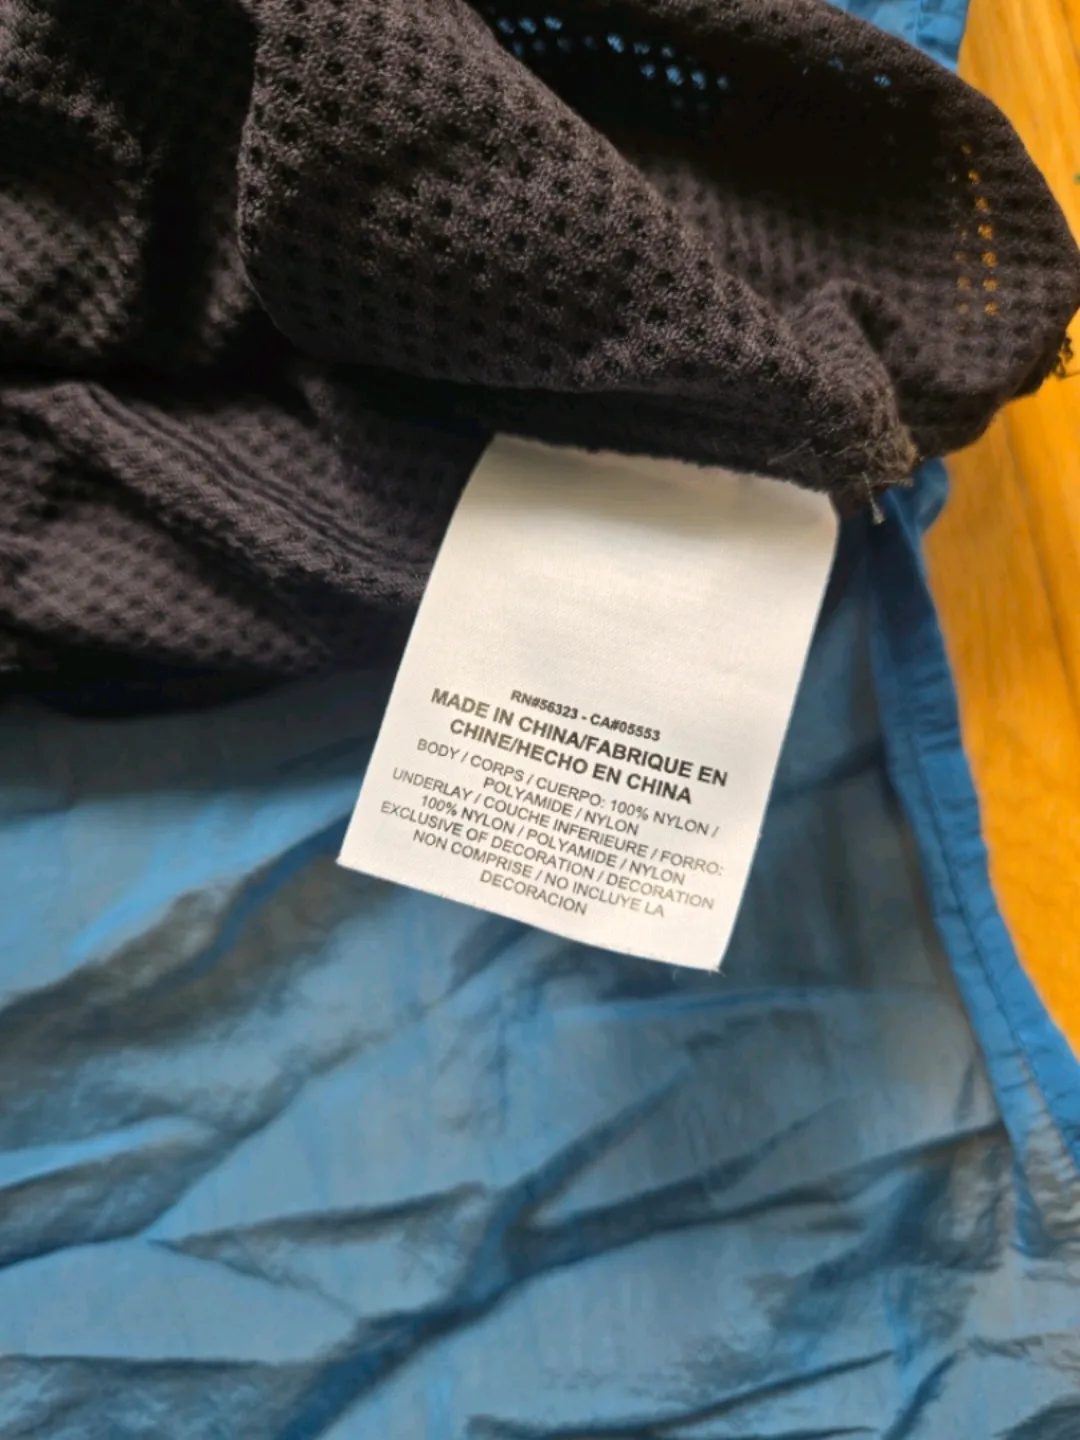 RN#56323 - CA#05553
MADE IN CHINA/FABRIQUE EN
CHINE/HECHO EN CHINA
BODY / CORPS / CUERPO: 100% NYLON /
POLYAMIDE / NYLON
UNDERLAY / COUCHE INFERIEURE / FORRO:
100% NYLON / POLYAMIDE / NYLON
EXCLUSIVE OF DECORATION / DECORATION
NON COMPRISE / NO INCLUYE LA
DECORACION